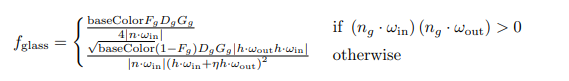 f_glass = { baseColor F_g D_g G_g / 4|n · ω_in| if (n_g · ω_in) (n_g · ω_out) > 0
√baseColor(1−F_g)D_g G_g|h·ω_out h·ω_in| / |n·ω_in|(h·ω_in+ηh·ω_out)² otherwise